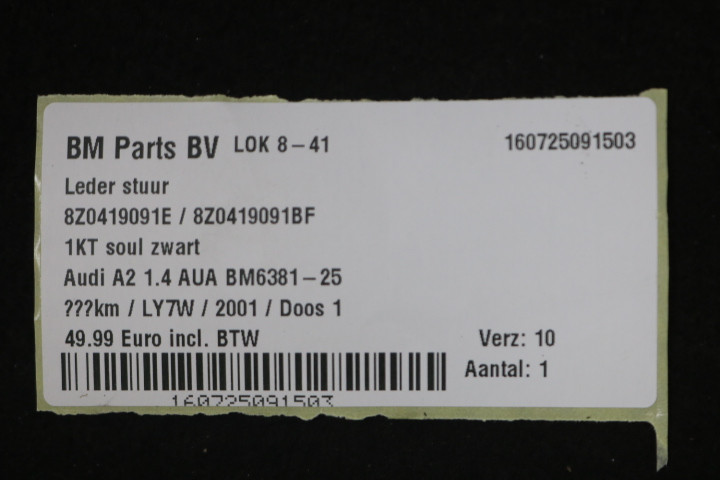 BM Parts BV LOK 8-41 160725091503
Leder stuur
8Z0419091E / 8Z0419091BF
1KT soul zwart
Audi A2 1.4 AUA BM6381-25
???km / LY7W / 2001 / Doos 1
49.99 Euro incl. BTW Verz: 10
Aantal: 1
160725091503